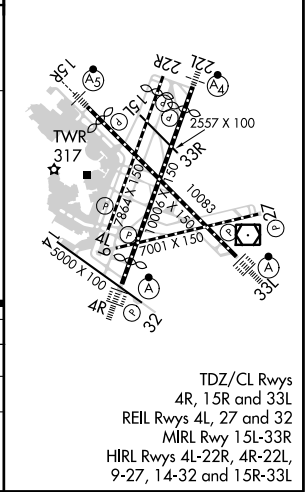 15R
A5
22R
22L
A4
15L
P
P
2557 X 100
P
TWR
317
33R
7864 X 150
10083
P
P
4L
9
7001 X 150
27
P
14
5000 X 100
A
A
33L
4R
32
P
TDZ/CL Rwys
4R, 15R and 33L
REIL Rwys 4L, 27 and 32
MIRL Rwy 15L-33R
HIRL Rwys 4L-22R, 4R-22L,
9-27, 14-32 and 15R-33L